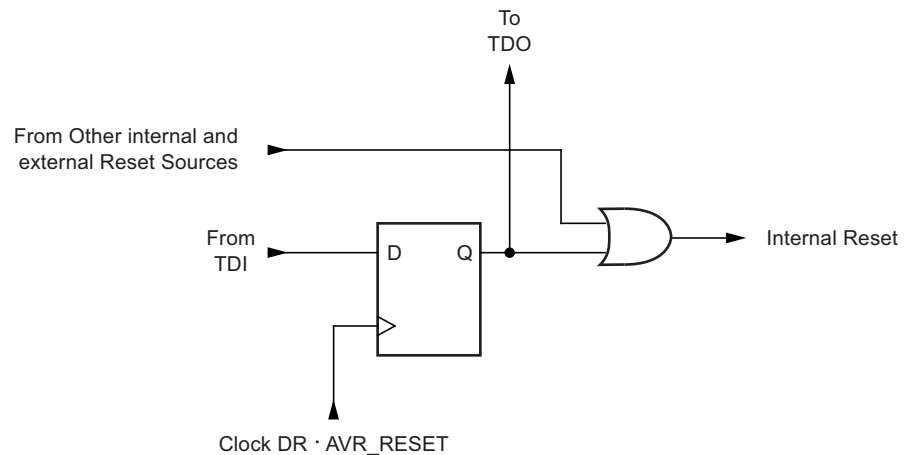 To
TDO
From Other internal and
external Reset Sources
From
TDI
D
Q
Internal Reset
Clock DR · AVR_RESET